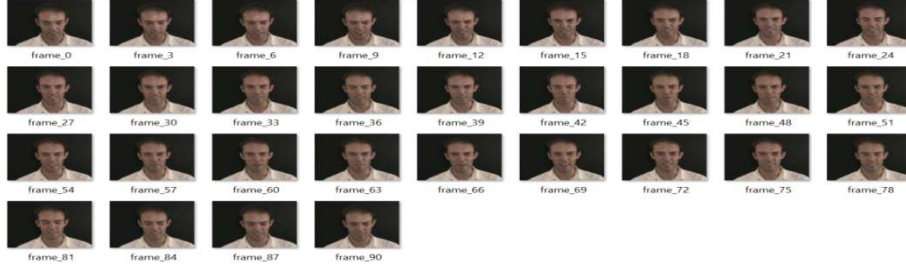 frame_0 frame_3 frame_6 frame_9 frame_12 frame_15 frame_18 frame_21 frame_24
frame_27 frame_30 frame_33 frame_36 frame_39 frame_42 frame_45 frame_48 frame_51
frame_54 frame_57 frame_60 frame_63 frame_66 frame_69 frame_72 frame_75 frame_78
frame_81 frame_84 frame_87 frame_90